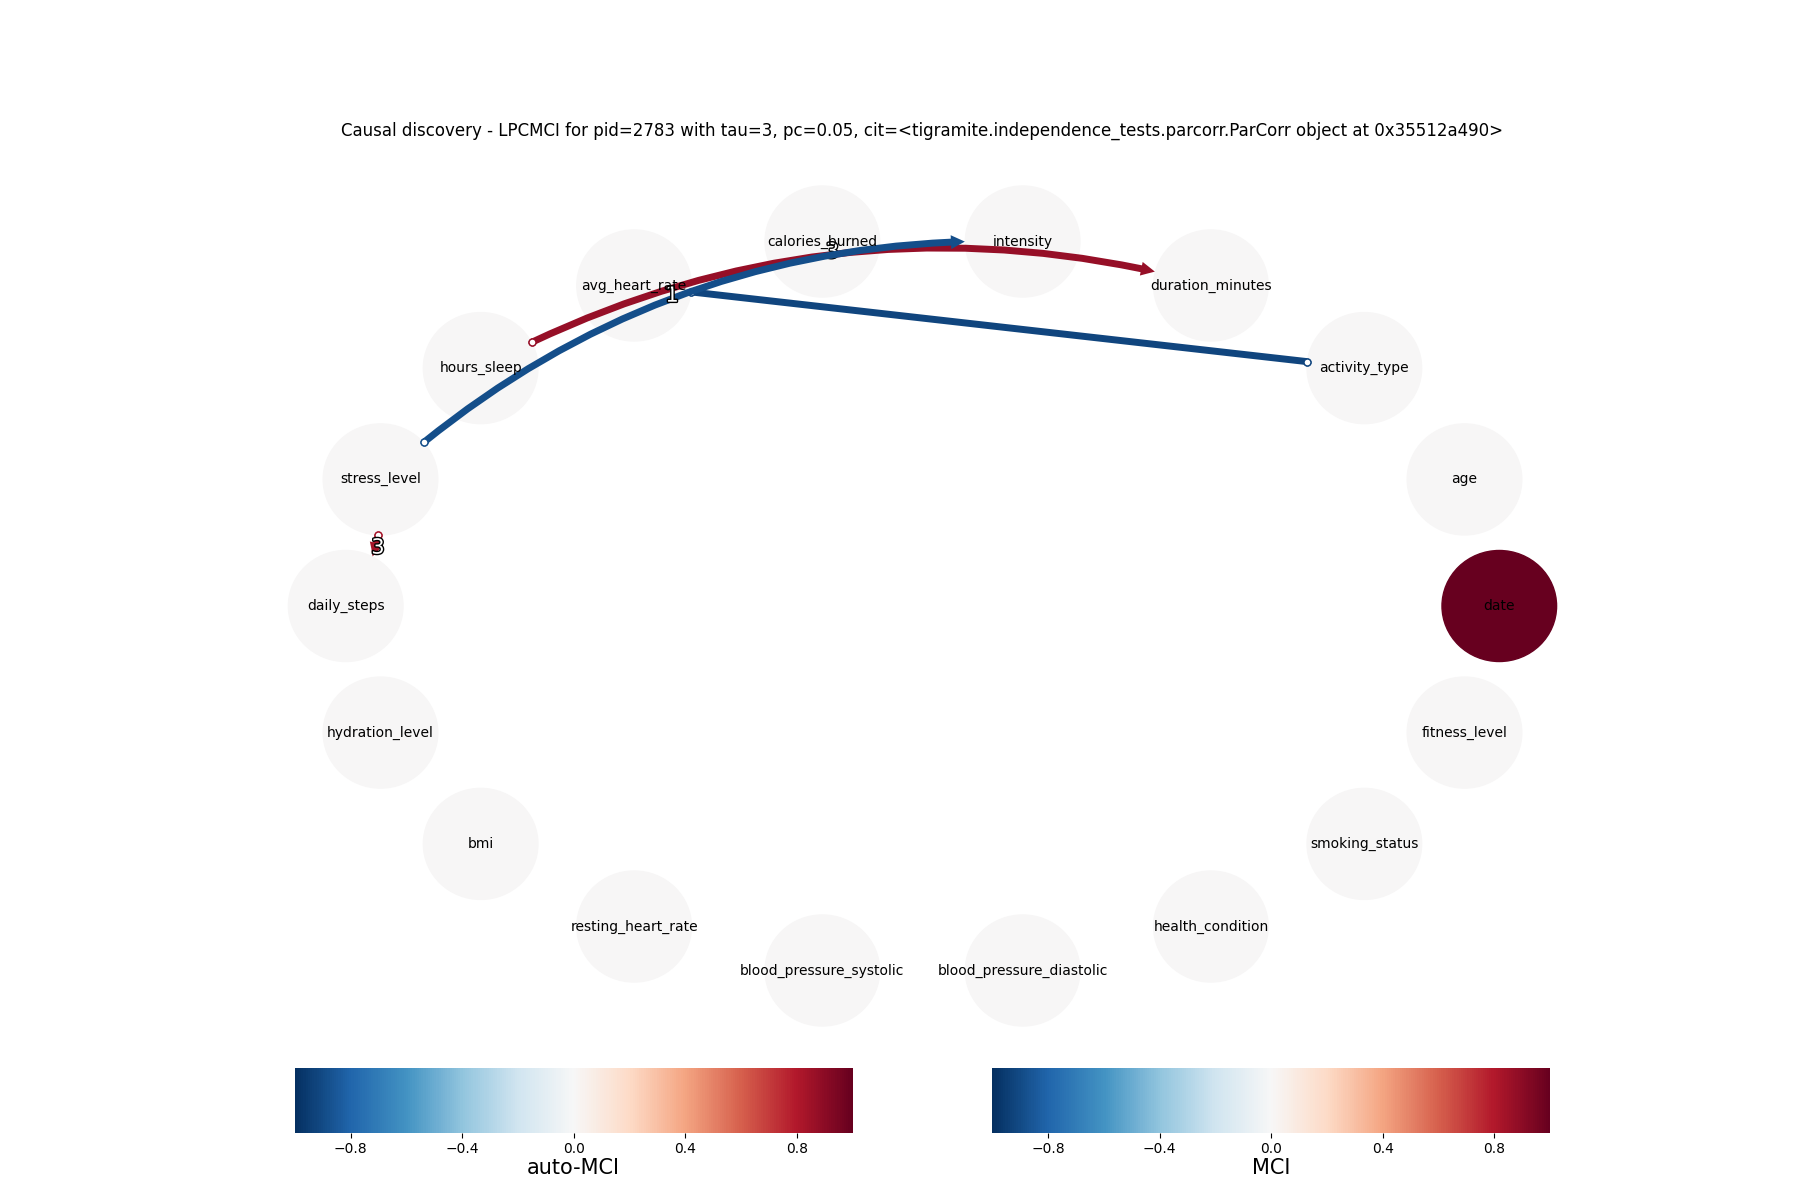 Causal discovery - LPCMCI for pid=2783 with tau=3, pc=0.05, cit=<tigramite.independence_tests.parcorr.ParCorr object at 0x35512a490>
calories_burned
intensity
avg_heart_rate
duration_minutes
1
hours_sleep
activity_type
stress_level
age
3
daily_steps
date
hydration_level
fitness_level
bmi
smoking_status
resting_heart_rate
health_condition
blood_pressure_systolic
blood_pressure_diastolic
−0.8 −0.4 0.0 0.4 0.8
auto-MCI
−0.8 −0.4 0.0 0.4 0.8
MCI